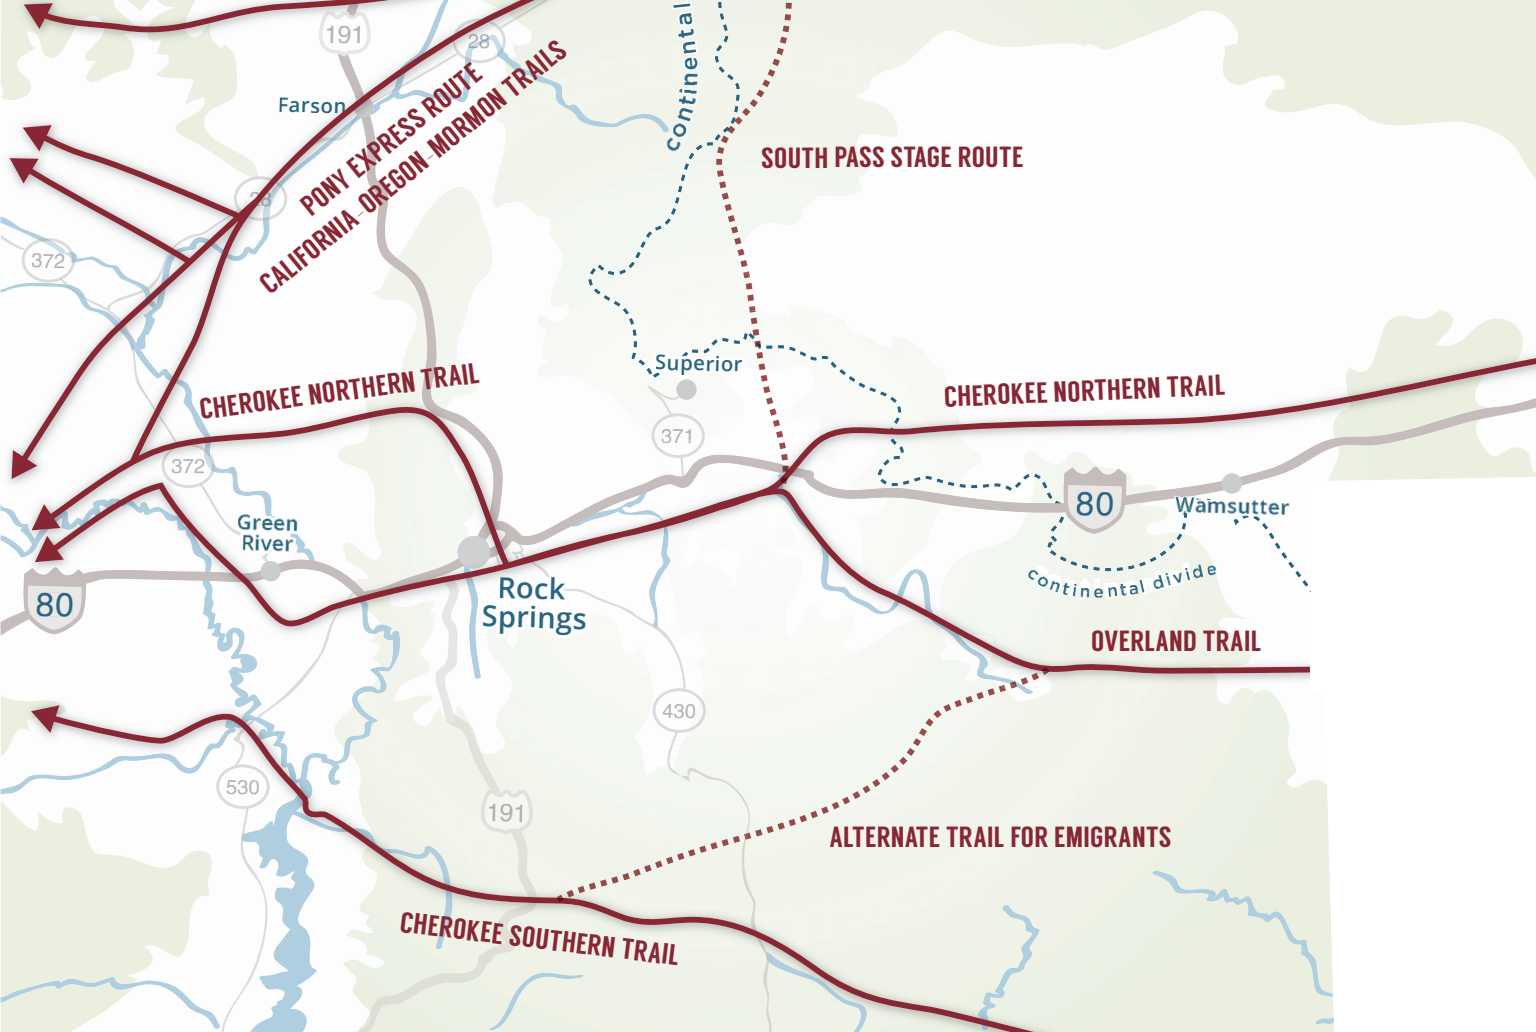 191
28
continental
Farson
PONY EXPRESS ROUTE
CALIFORNIA-OREGON-MORMON TRAILS
SOUTH PASS STAGE ROUTE
28
372
Superior
CHEROKEE NORTHERN TRAIL
CHEROKEE NORTHERN TRAIL
371
372
80
Wamsutter
Green
River
continental divide
80
Rock
Springs
OVERLAND TRAIL
430
530
191
ALTERNATE TRAIL FOR EMIGRANTS
CHEROKEE SOUTHERN TRAIL